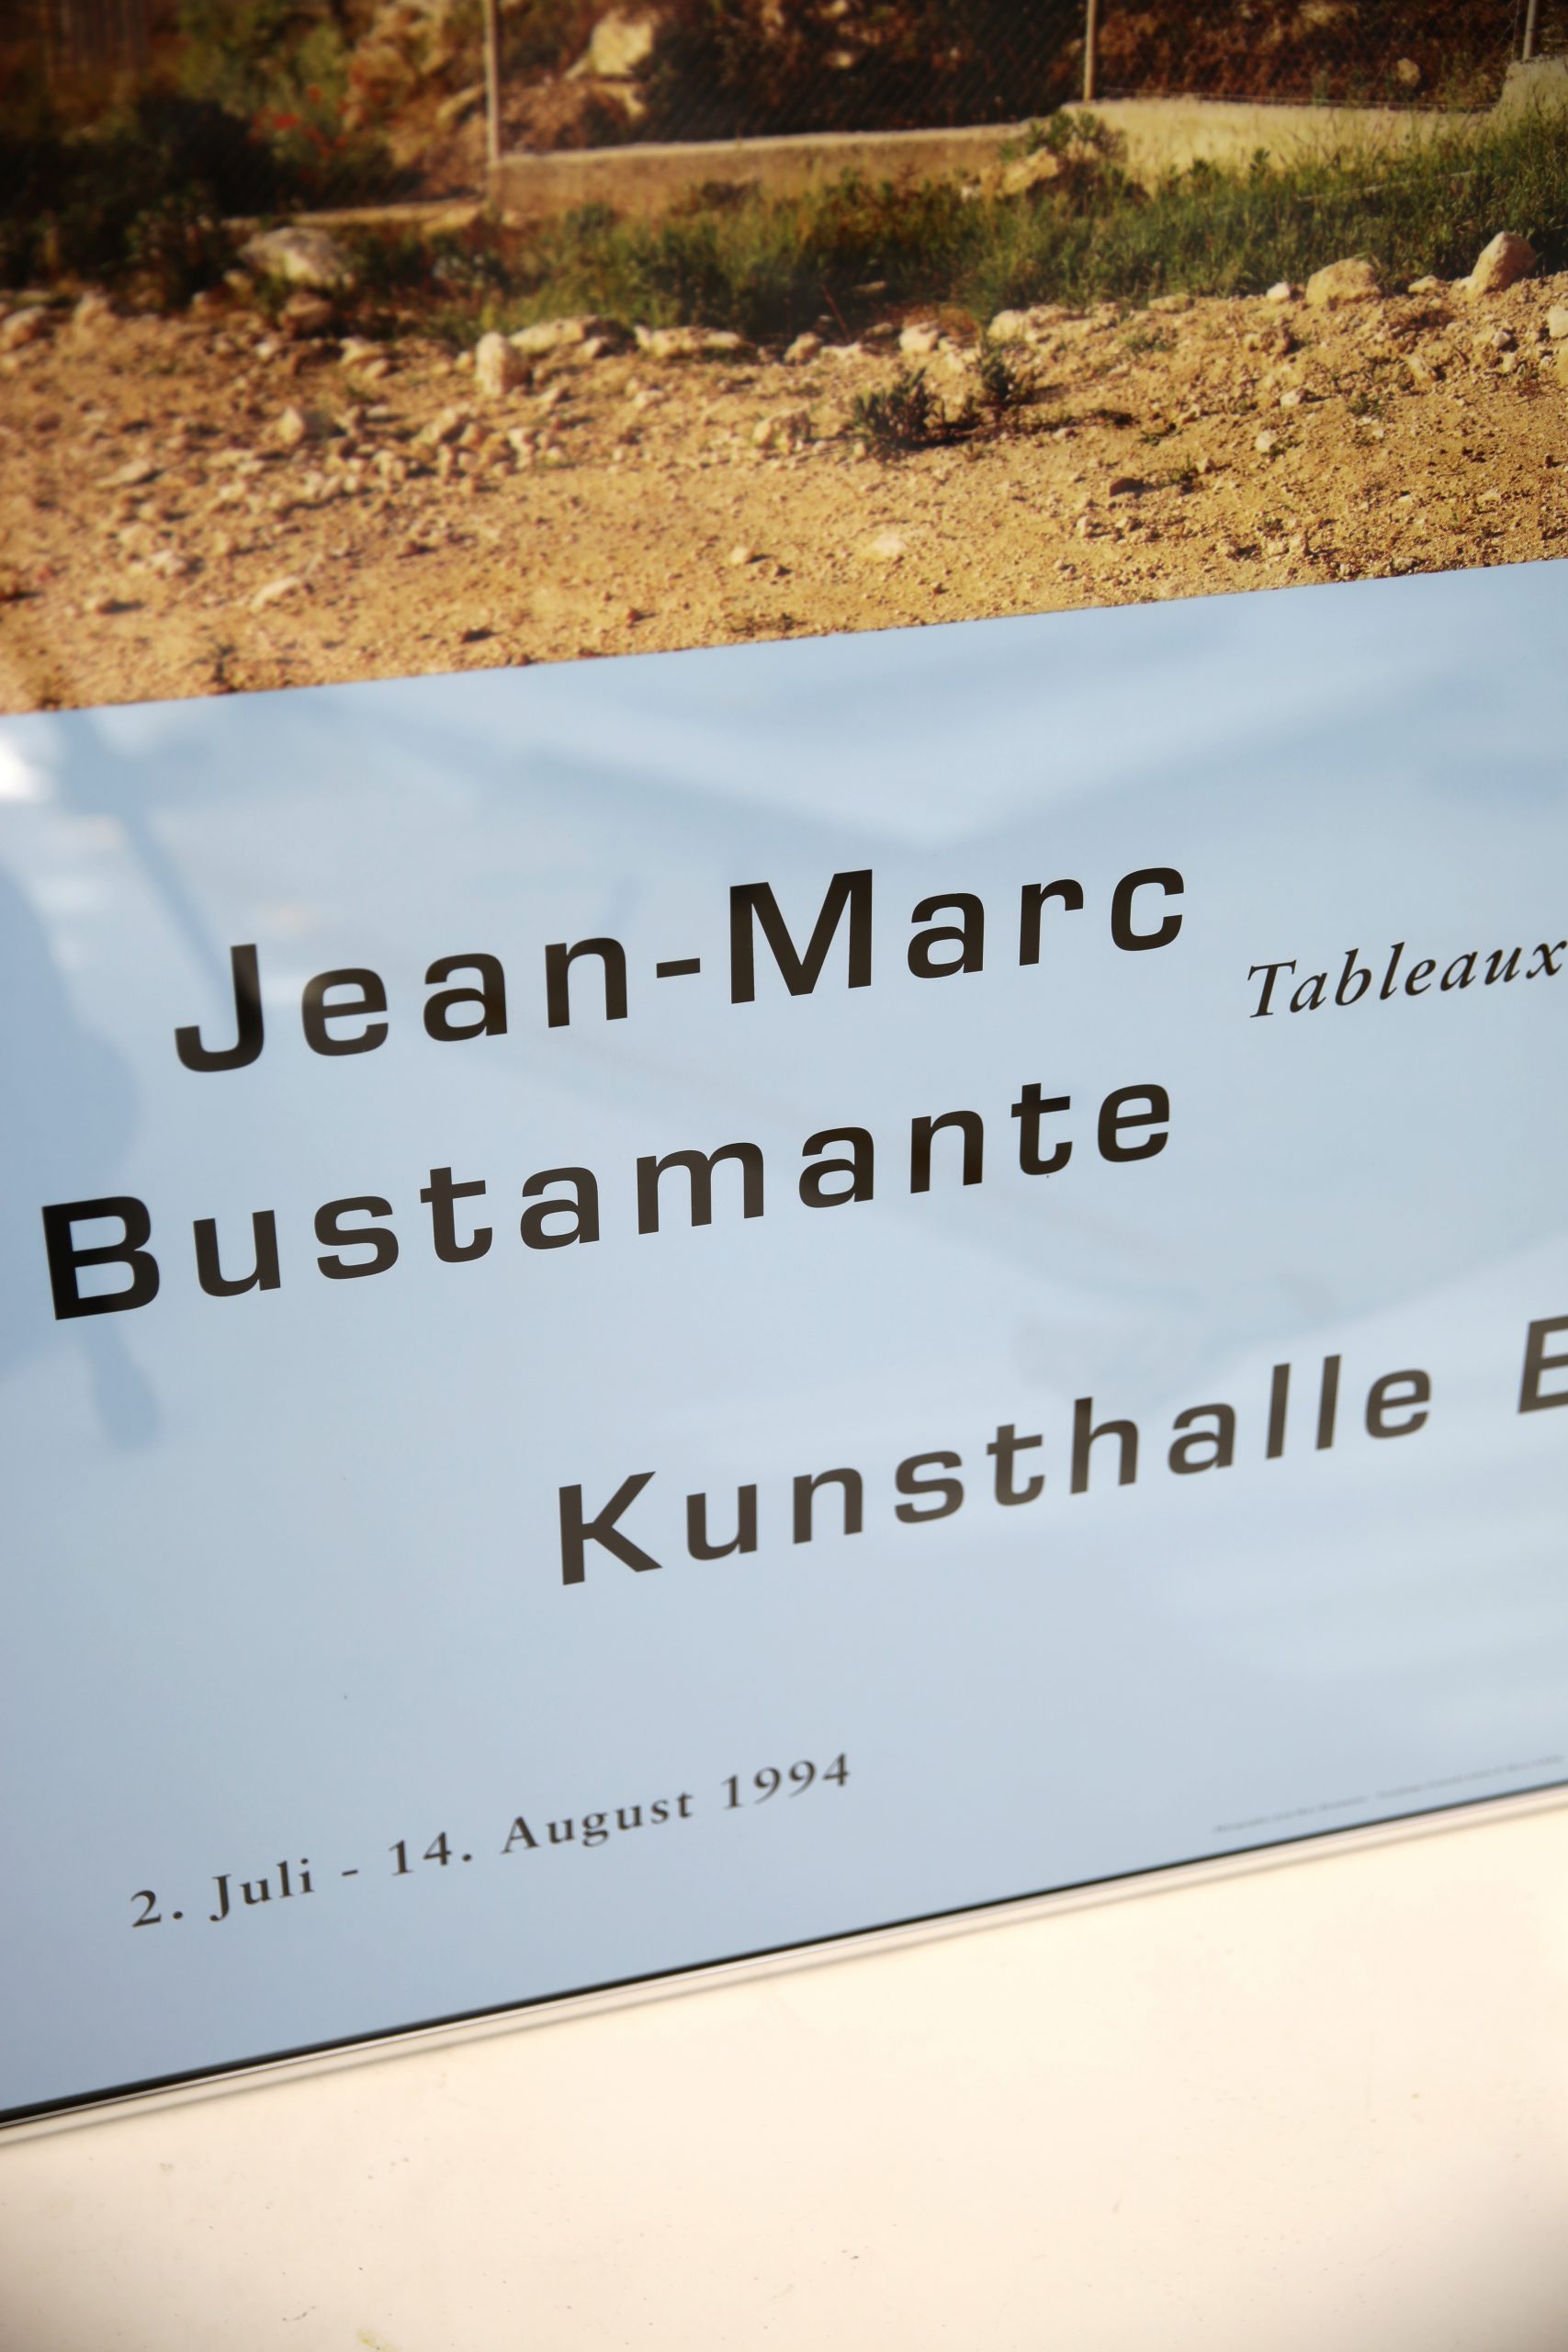 Jean-Marc
Tableaux
Bustamante
Kunsthalle
2. Juli - 14. August 1994